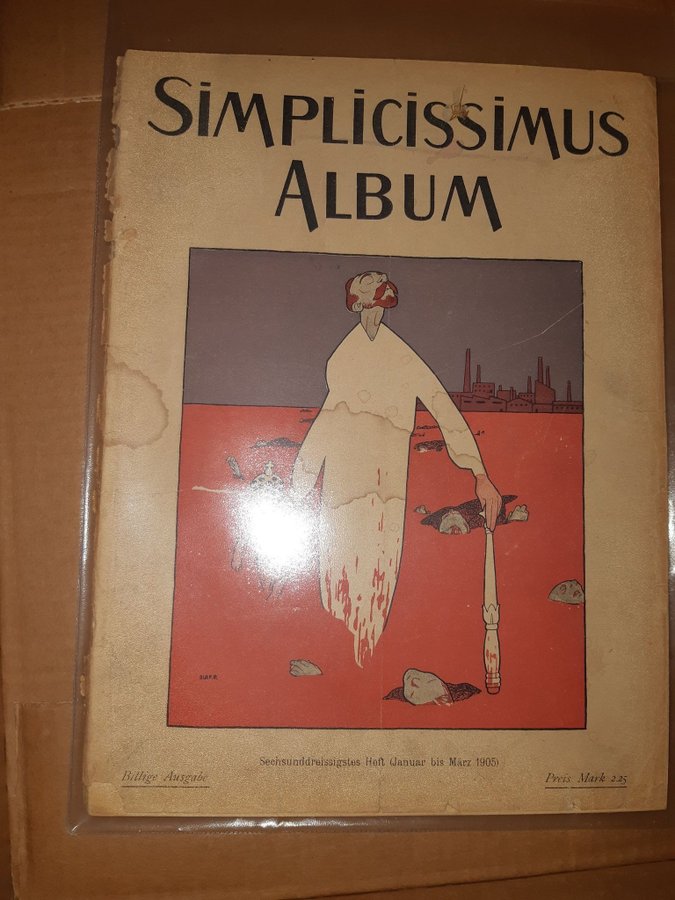 SIMPLICISSIMUS
ALBUM
Sechsunddreissigstes Heft (Januar bis März 1905)
Billige Ausgabe
Preis Mark 2.25